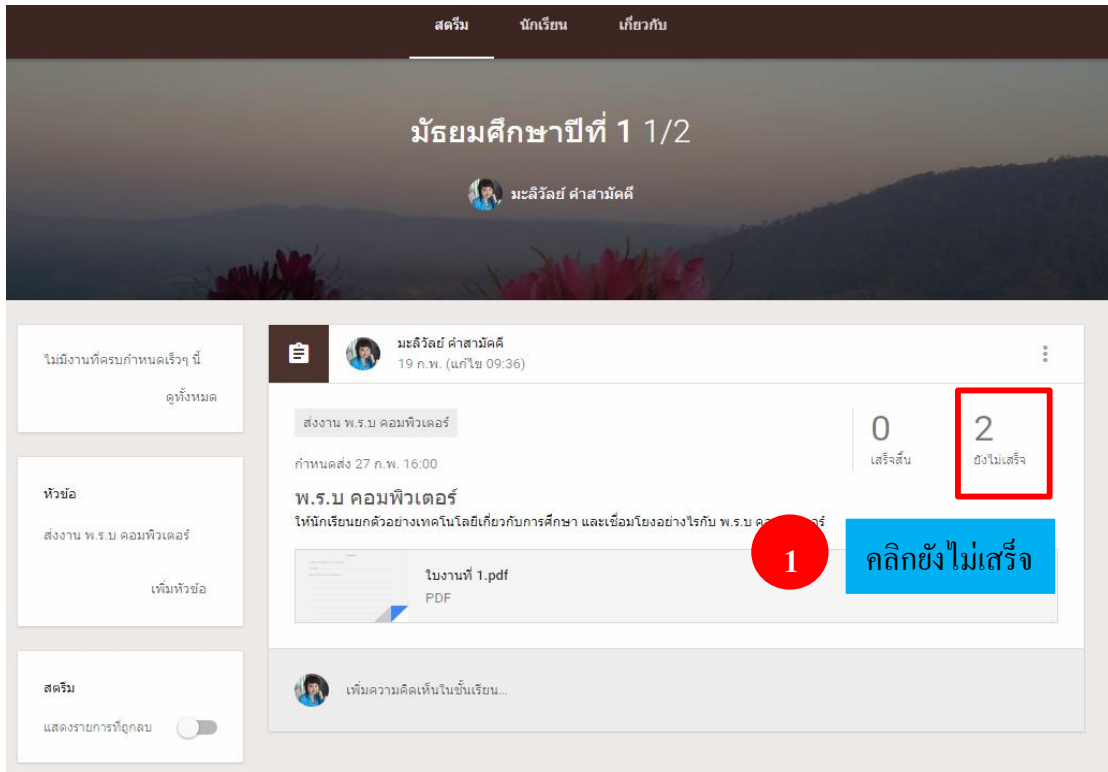 สตรีม นักเรียน เกี่ยวกับ
มัธยมศึกษาปีที่ 1 1/2
มะลิวัลย์ คำสามัคคี
ไม่มีงานที่ครบกำหนดเร็วๆ นี้
ดูทั้งหมด
หัวข้อ
ส่งงาน พ.ร.บ คอมพิวเตอร์
เพิ่มหัวข้อ
สตรีม
แสดงรายการที่ถูกลบ
มะลิวัลย์ คำสามัคคี
19 ก.พ. (แก้ไข 09:36)
ส่งงาน พ.ร.บ คอมพิวเตอร์
0 2
เสร็จสิ้น ยังไม่เสร็จ
กำหนดส่ง 27 ก.พ. 16:00
พ.ร.บ คอมพิวเตอร์
ให้นักเรียนยกตัวอย่างเทคโนโลยีเกี่ยวกับการศึกษา และเชื่อมโยงอย่างไรกับ พ.ร.บ
1 คลิกยังไม่เสร็จ
ใบงานที่ 1.pdf
PDF
เพิ่มความคิดเห็นในชั้นเรียน...